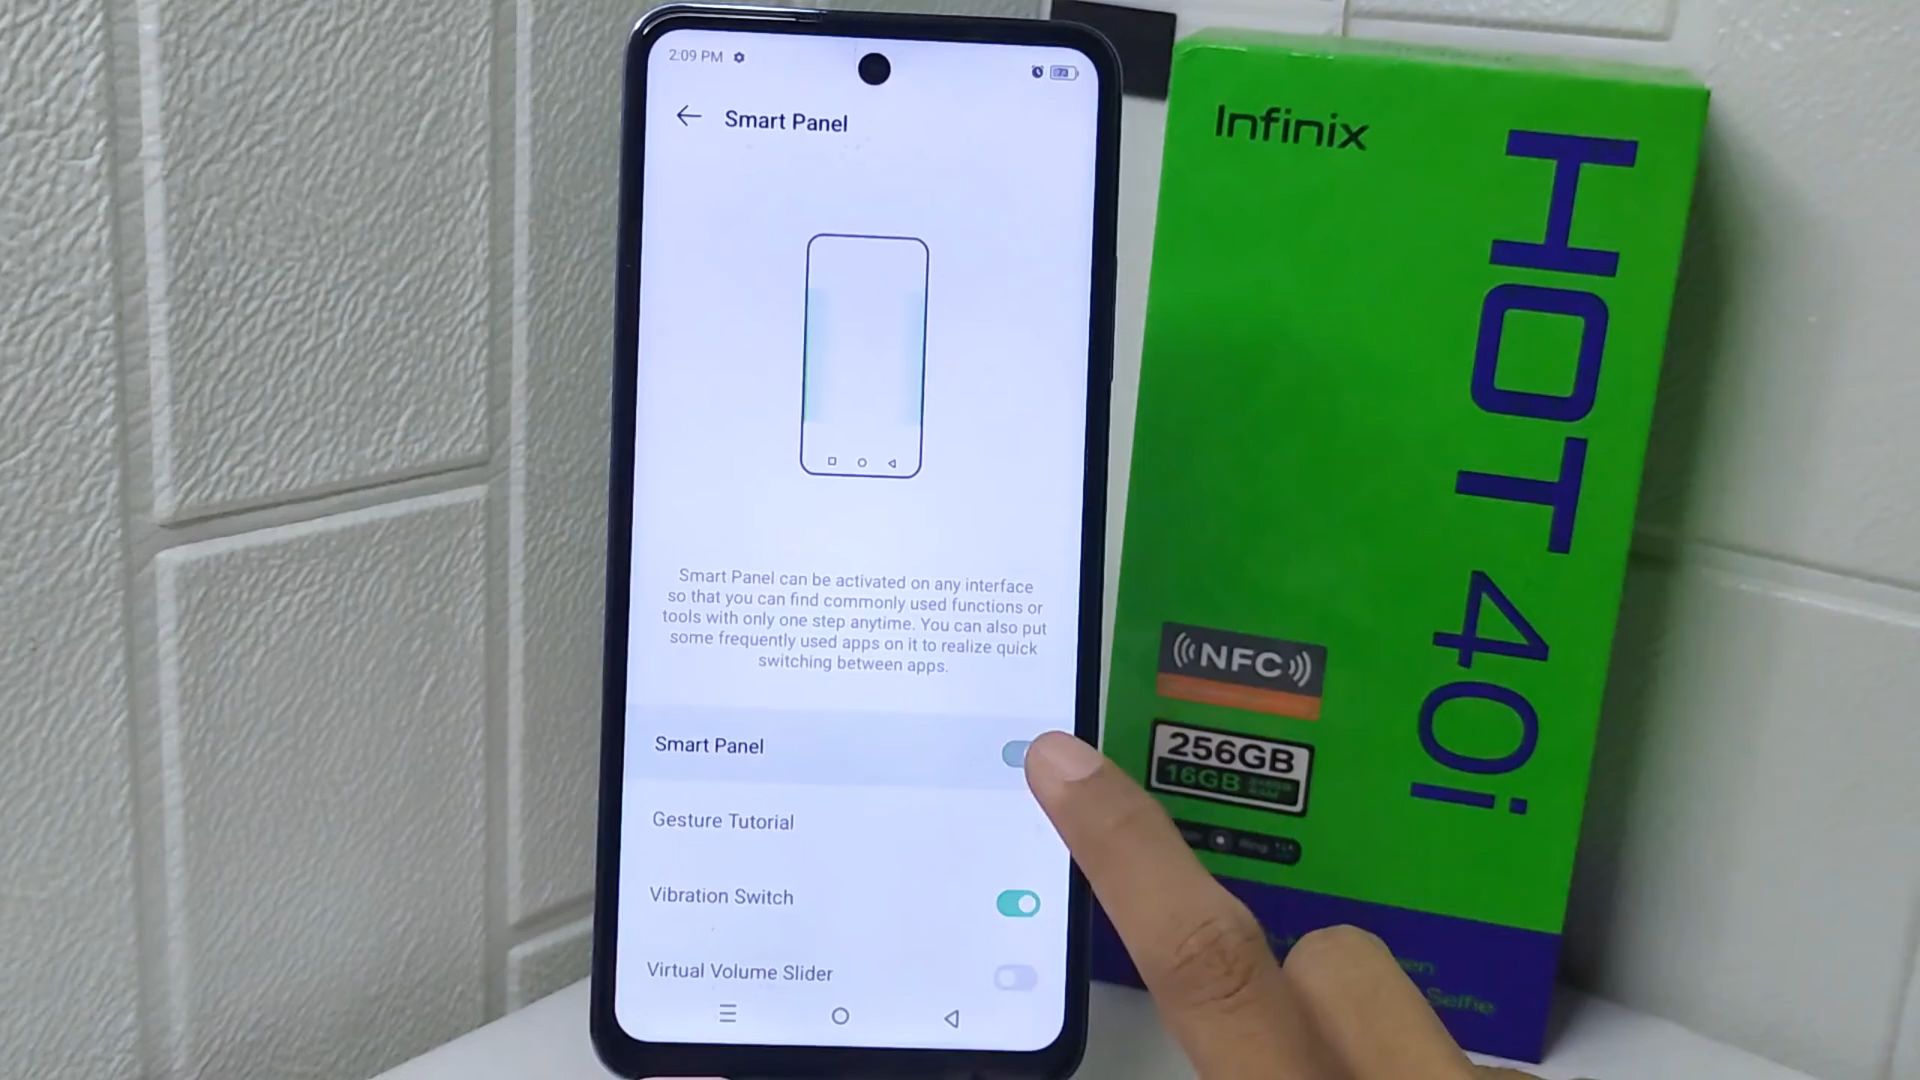 2:09 PM
Smart Panel
Smart Panel can be activated on any interface
so that you can find commonly used functions or
tools with only one step anytime. You can also put
some frequently used apps on it to realize quick
switching between apps.
Smart Panel
Gesture Tutorial
Vibration Switch
Virtual Volume Slider
Infinix
HOT 40i
NFC
256GB
16GB
Ring
Selfie